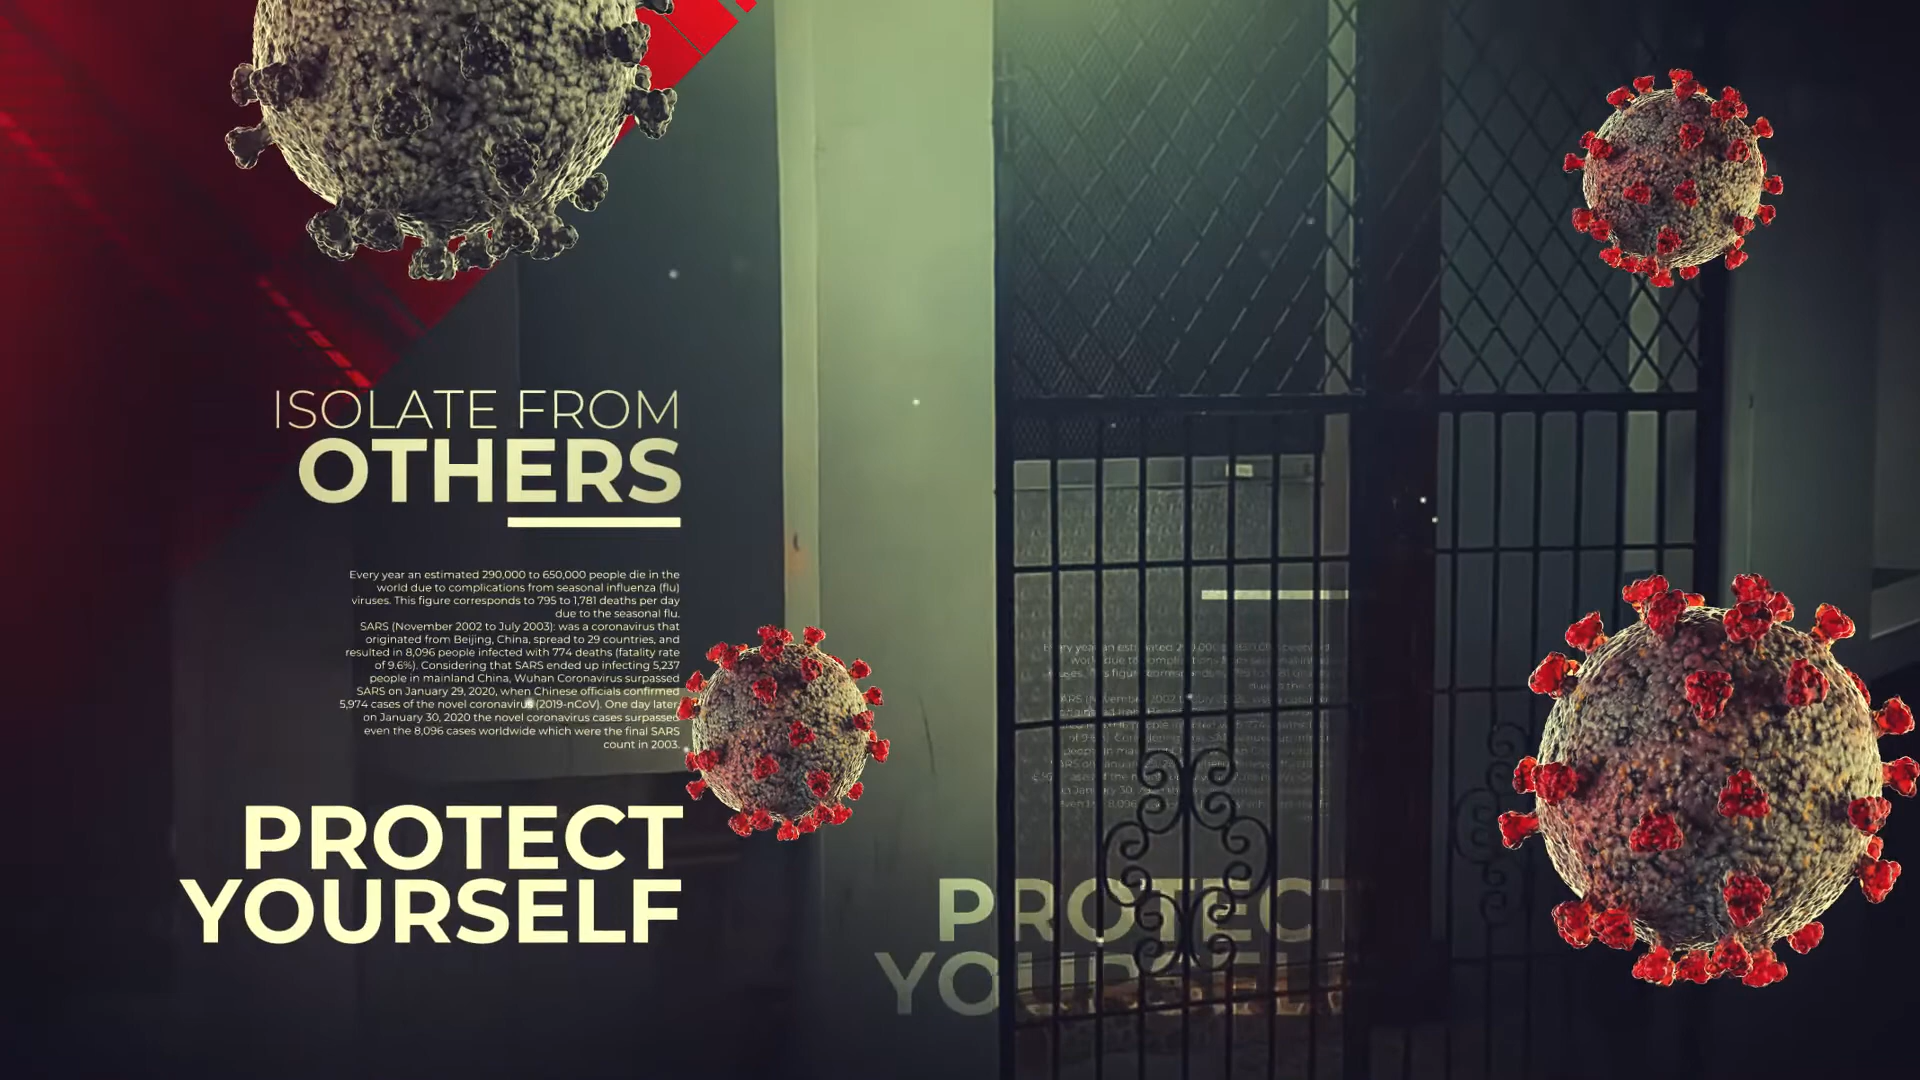 ISOLATE FROM
OTHERS
Every year an estimated 290,000 to 650,000 people die in the
world due to complications from seasonal influenza (flu)
viruses. This figure corresponds to 795 to 1,781 deaths per day
due to the seasonal flu.
SARS (November 2002 to July 2003): was a coronavirus that
originated from Beijing, China, spread to 29 countries, and
resulted in 8,096 people infected with 774 deaths (fatality rate
of 9.6%). Considering that SARS ended up infecting 5,237
people in mainland China, Wuhan Coronavirus surpassed
SARS on January 29, 2020, when Chinese officials confirmed
5,974 cases of the novel coronavirus (2019-nCoV). One day later,
on January 30, 2020 the novel coronavirus cases surpassed
even the 8,096 cases worldwide which were the final SARS
count in 2003.
PROTECT
YOURSELF
PROTECT
YOURSELF